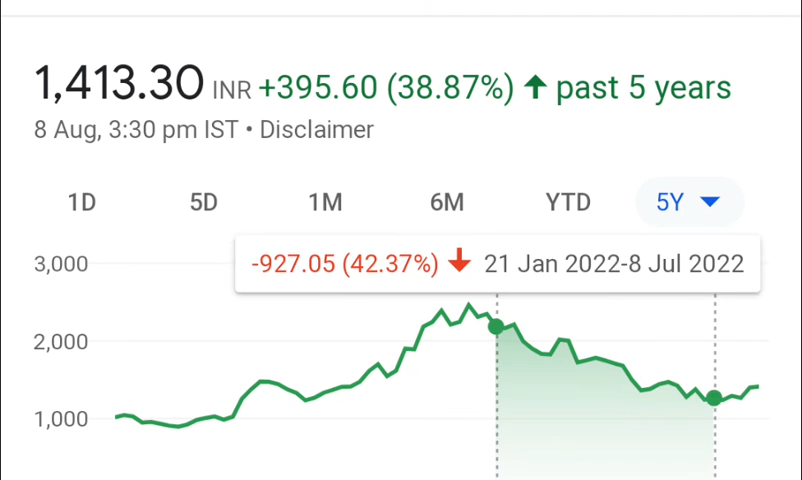 1,413.30 INR +395.60 (38.87%) ↑ past 5 years
8 Aug, 3:30 pm IST • Disclaimer
1D 5D 1M 6M YTD 5Y
-927.05 (42.37%) ↓ 21 Jan 2022-8 Jul 2022
3,000
2,000
1,000